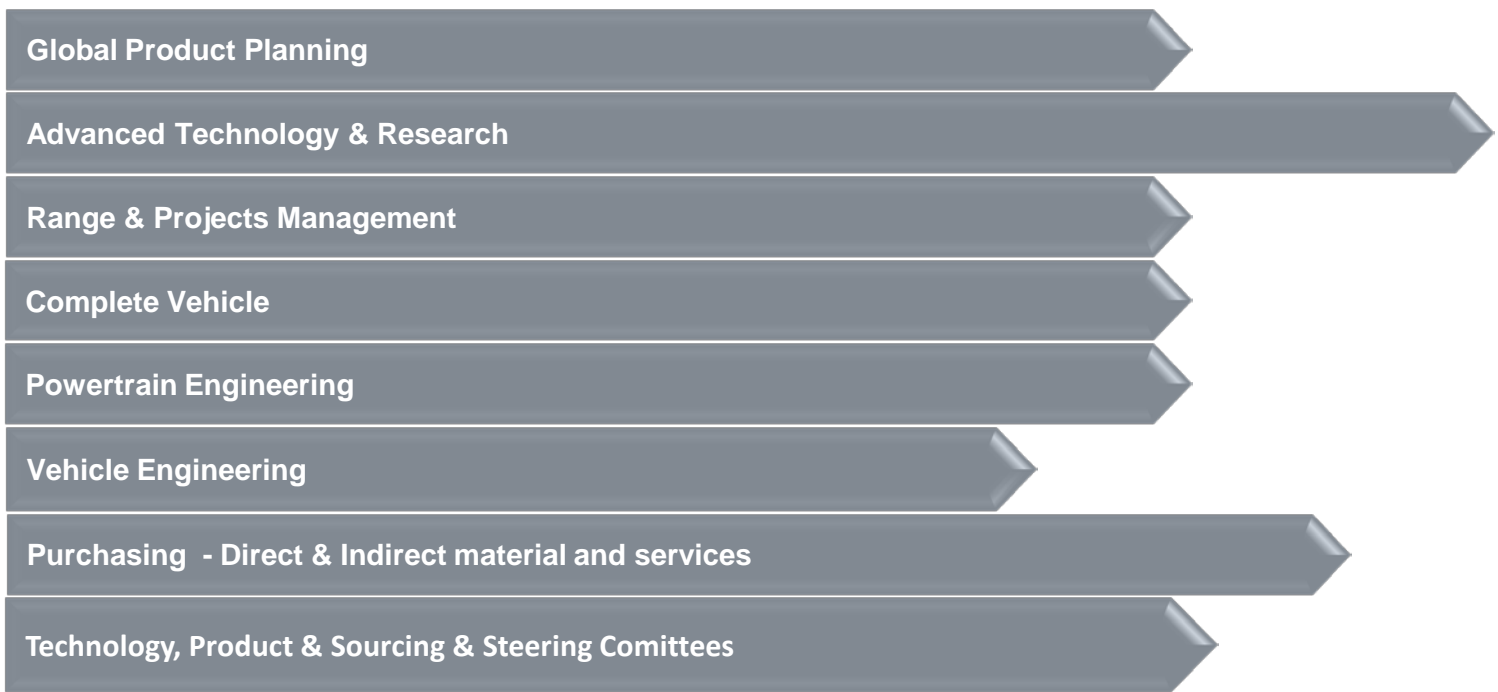 Global Product Planning
Advanced Technology & Research
Range & Projects Management
Complete Vehicle
Powertrain Engineering
Vehicle Engineering
Purchasing  - Direct & Indirect material and services
Technology, Product & Sourcing & Steering Comittees